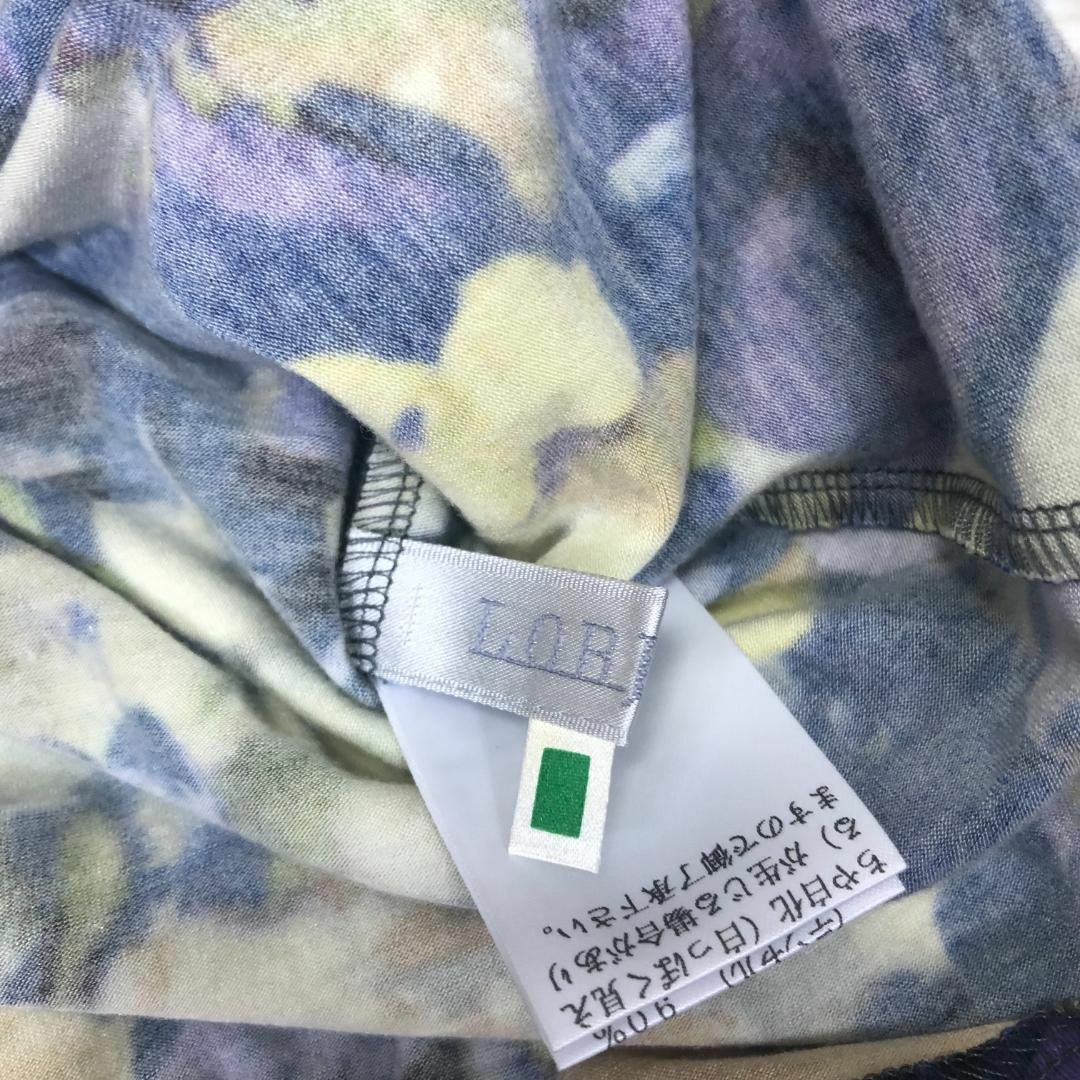 LOR
ちや白化（白っぽく見え
る）が生じる場合があり
ますので御了承下さい。
90%